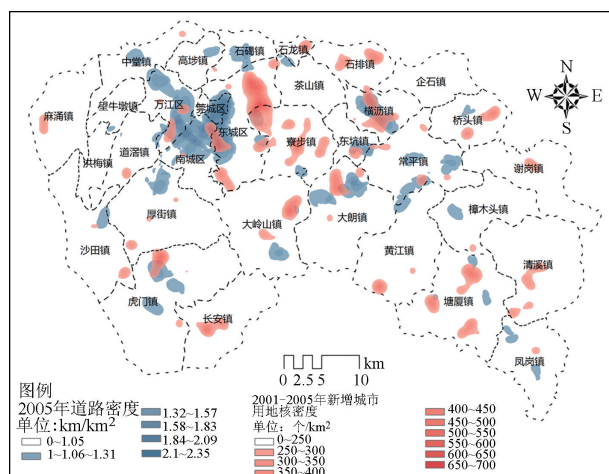 中堂镇
高埗镇
石碣镇
石龙镇
石排镇
企石镇
茶山镇
N
W E
S
麻涌镇
望牛墩镇
万江区
莞城区
横沥镇
桥头镇
道滘镇
东城区
寮步镇
东坑镇
洪梅镇
南城区
常平镇
谢岗镇
厚街镇
大岭山镇
大朗镇
樟木头镇
沙田镇
黄江镇
清溪镇
虎门镇
长安镇
塘厦镇
凤岗镇
km
0 2.5 5 10
图例
2005年道路密度
单位:km/km²
0~1.05
1~1.06~1.31
1.32~1.57
1.58~1.83
1.84~2.09
2.1~2.35
2001-2005年新增城市
用地核密度
单位: 个/km²
0~250
250~300
300~350
350~400
400~450
450~500
500~550
550~600
600~650
650~700